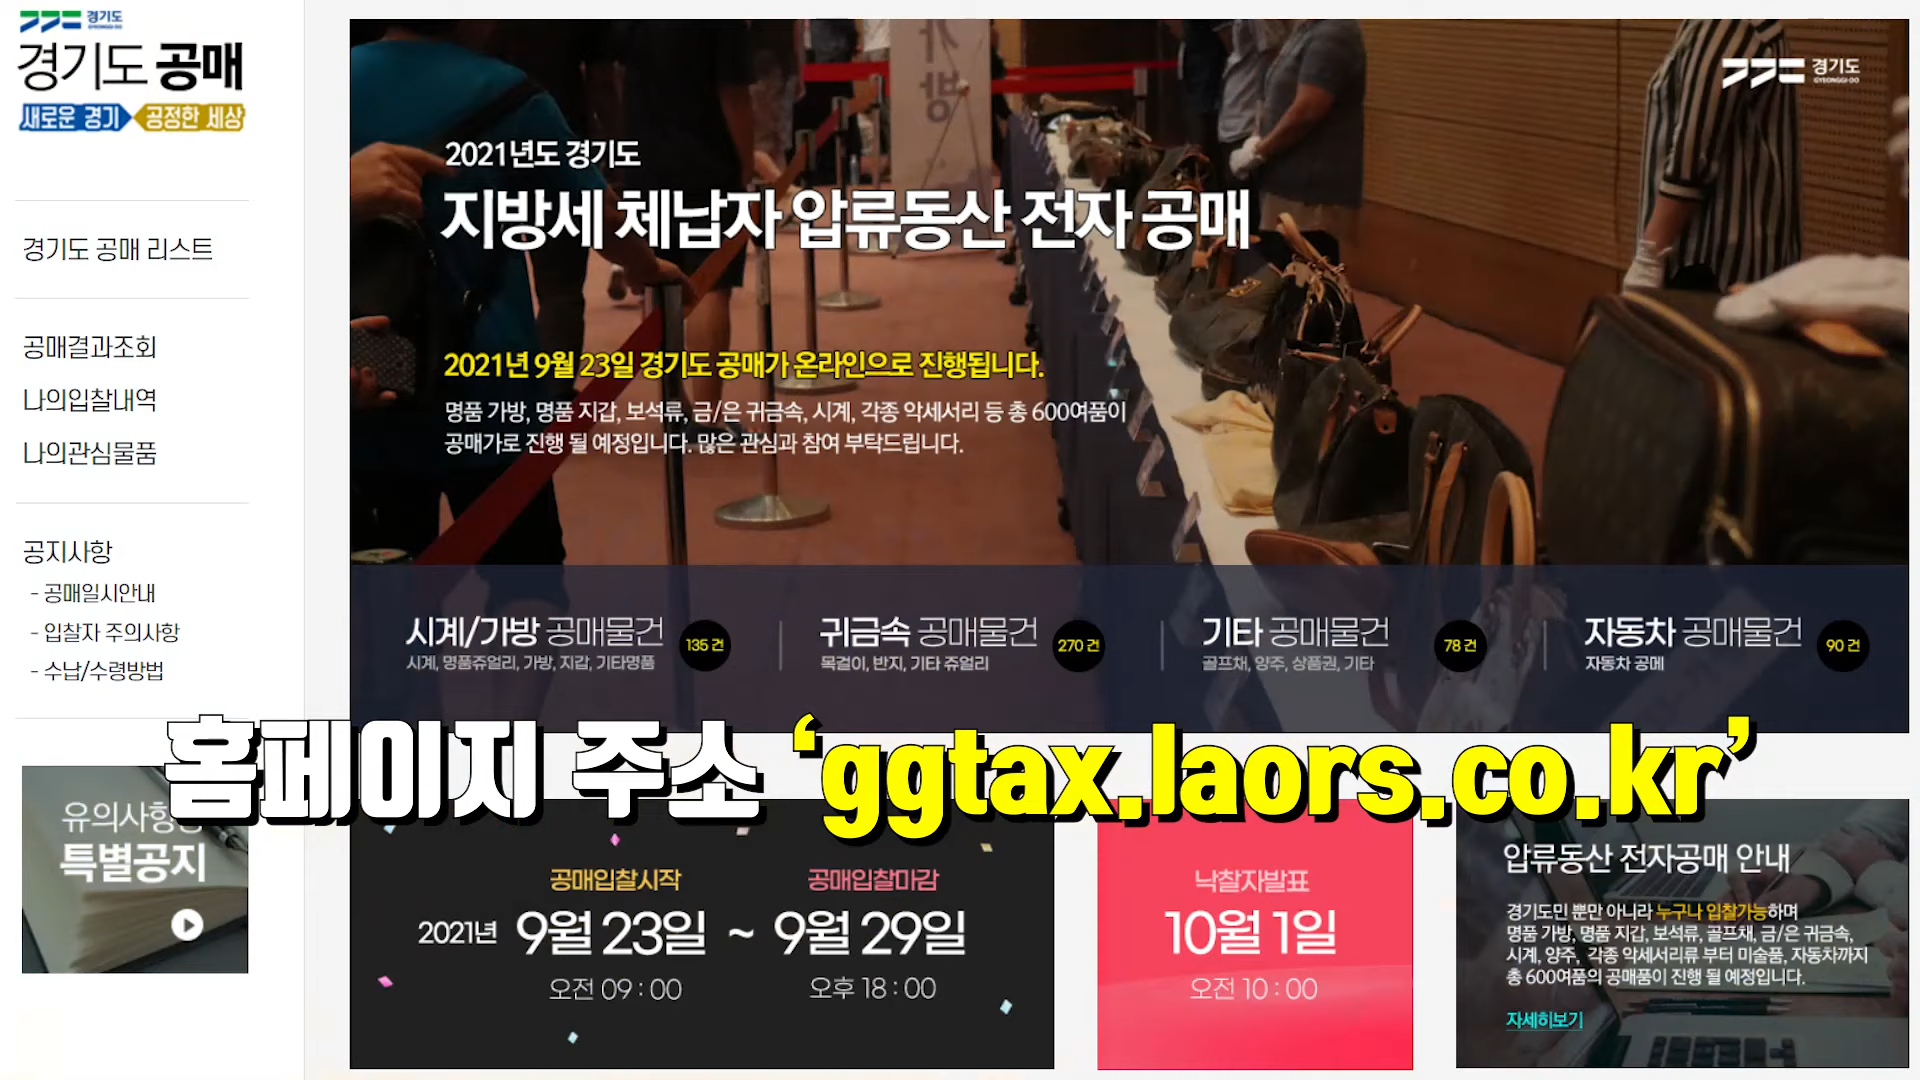 경기도
GYEONGGI-DO
경기도 공매
새로운 경기 공정한 세상
경기도 공매 리스트
공매결과조회
나의입찰내역
나의관심물품
공지사항
- 공매일시안내
- 입찰자 주의사항
- 수납/수령방법
유의사항
특별공지
경기도
GYEONGGI-DO
2021년도 경기도
지방세 체납자 압류동산 전자 공매
2021년 9월 23일 경기도 공매가 온라인으로 진행됩니다.
명품 가방, 명품 지갑, 보석류, 금/은 귀금속, 시계, 각종 악세서리 등 총 600여품이
공매가로 진행 될 예정입니다. 많은 관심과 참여 부탁드립니다.
시계/가방 공매물건 135 건
시계, 명품쥬얼리, 가방, 지갑, 기타명품
귀금속 공매물건 270 건
목걸이, 반지, 기타 쥬얼리
기타 공매물건 78 건
골프채, 양주, 상품권, 기타
자동차 공매물건 90 건
자동차 공메
홈페이지 주소 ‘ggtax.laors.co.kr’
공매입찰시작 공매입찰마감
2021년 9월 23일 ~ 9월 29일
오전 09 : 00 오후 18 : 00
낙찰자발표
10월 1일
오전 10 : 00
압류동산 전자공매 안내
경기도민 뿐만 아니라 누구나 입찰가능하며
명품 가방, 명품 지갑, 보석류, 골프채, 금/은 귀금속,
시계, 양주, 각종 악세서리류 부터 미술품, 자동차까지
총 600여품의 공매품이 진행 될 예정입니다.
자세히보기